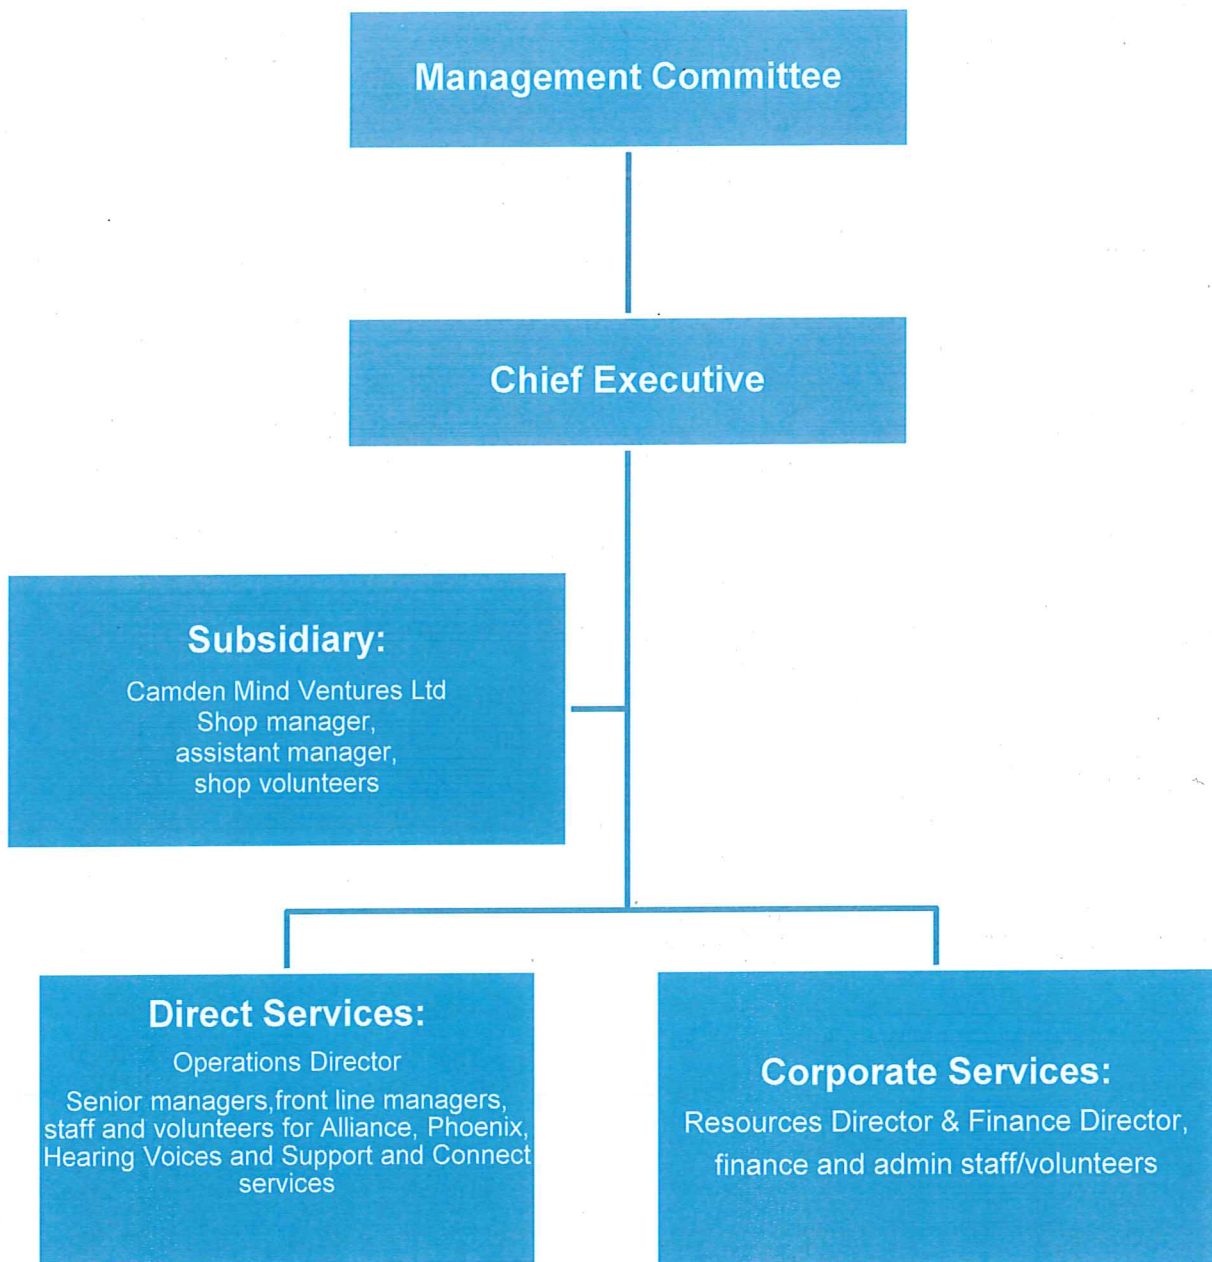 Management Committee
Chief Executive
Subsidiary:
Camden Mind Ventures Ltd
Shop manager,
assistant manager,
shop volunteers
Direct Services:
Operations Director
Senior managers,front line managers,
staff and volunteers for Alliance, Phoenix,
Hearing Voices and Support and Connect
services
Corporate Services:
Resources Director & Finance Director,
finance and admin staff/volunteers